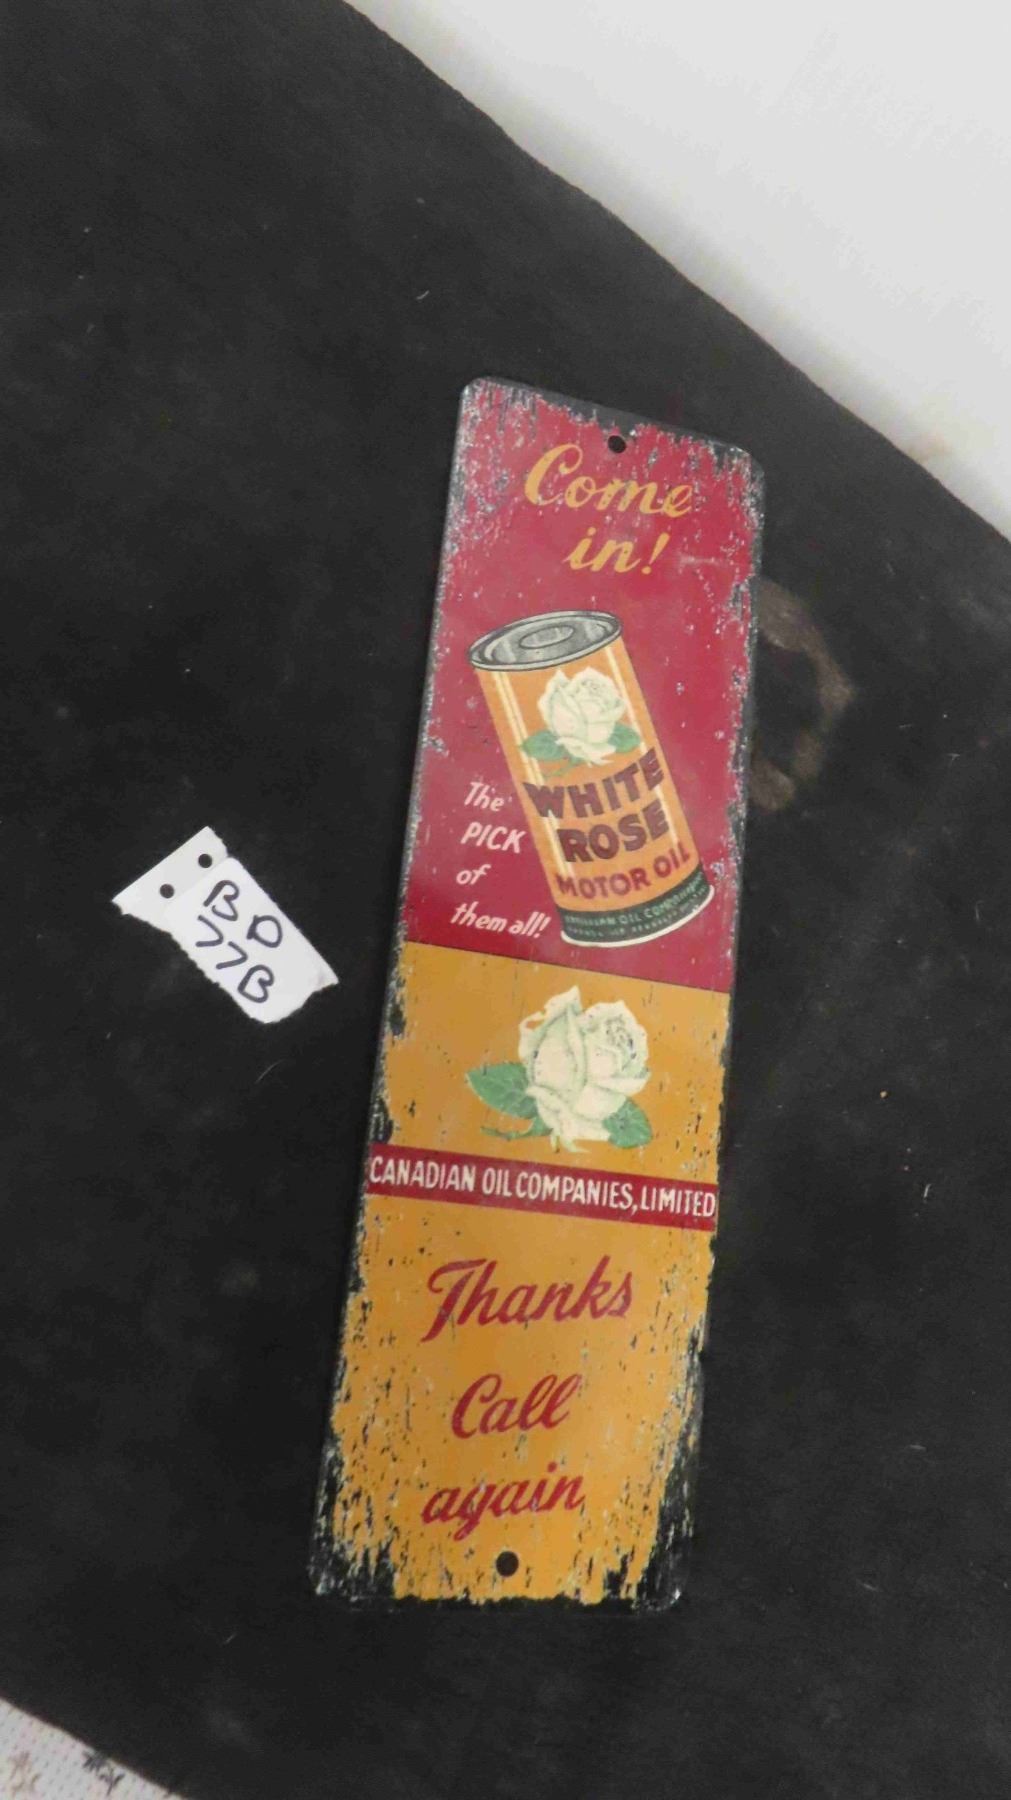 Come
in!
The
PICK
of
them all!
WHITE
ROSE
MOTOR OIL
CANADIAN OIL COMPANIES, LIMITED
Thanks
Call
again
BD
77B